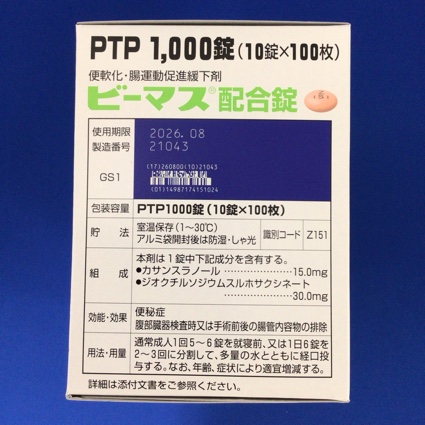 PTP 1,000錠(10錠×100枚)
便軟化・腸運動促進緩下剤
ビーマス®配合錠
使用期限 2026. 08
製造番号 21043
(17)260800(10)21043
GS1
(01)14987174151024
包装容量 PTP1000錠(10錠×100枚)
貯 法 室温保存(1〜30℃) アルミ袋開封後は防湿・しゃ光 識別コード Z151
本剤は1錠中下記成分を含有する。
組 成 ●カサンスラノール ………………… 15.0mg
●ジオクチルソジウムスルホサクシネート
………… 30.0mg
効能・効果 便秘症
腹部臓器検査時又は手術前後の腸管内容物の排除
用法・用量 通常成人1回5〜6錠を就寝前、又は1日6錠を
2〜3回に分割して、多量の水とともに経口投
与する。なお、年齢、症状により適宜増減する。
詳細は添付文書をご参照ください。